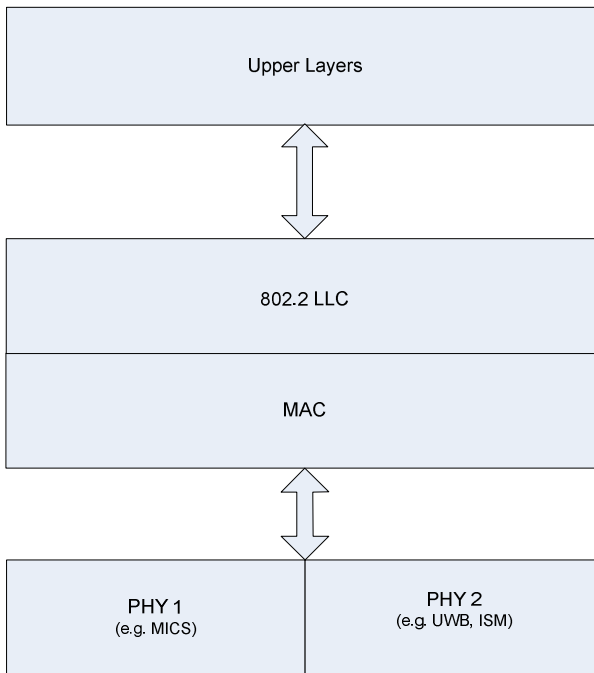 Upper Layers
802.2 LLC
MAC
PHY 1
(e.g. MICS)
PHY 2
(e.g. UWB, ISM)